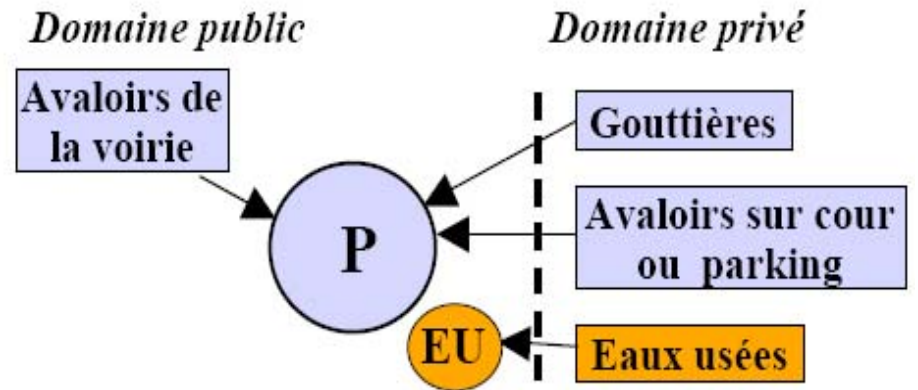 Domaine public
Domaine privé
Avaloirs de
la voirie
Gouttières
P
Avaloirs sur cour
ou parking
EU
Eaux usées